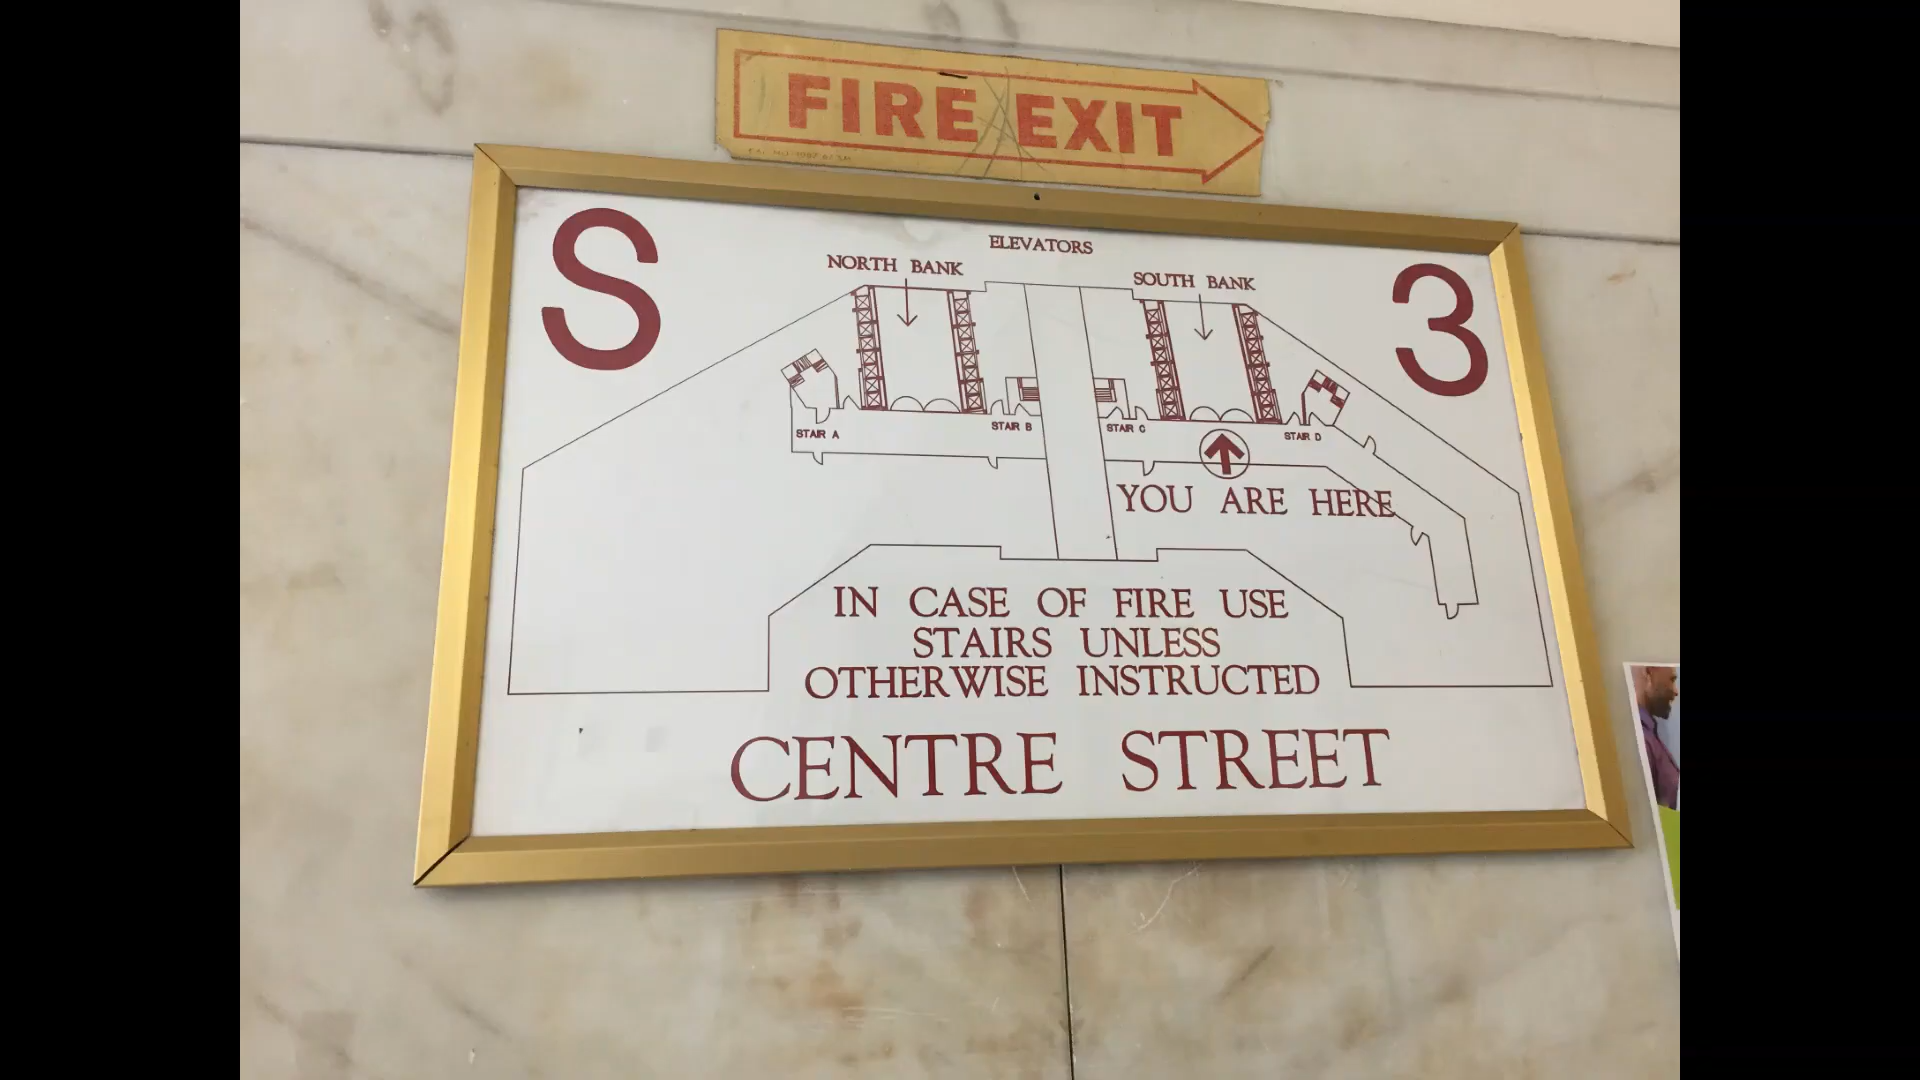 FIRE EXIT
S
3
ELEVATORS
NORTH BANK
SOUTH BANK
STAIR A
STAIR B
STAIR C
STAIR D
YOU ARE HERE
IN CASE OF FIRE USE
STAIRS UNLESS
OTHERWISE INSTRUCTED
CENTRE STREET